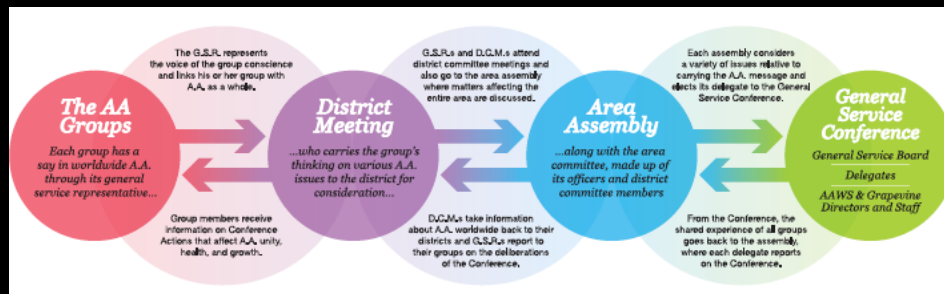 The G.S.R. represents
the voice of the group conscience
and links his or her group with
A.A. as a whole.
G.S.R.s and D.C.M.s attend
district committee meetings and
also go to the area assembly
where matters affecting the
entire area are discussed.
Each assembly considers
a variety of issues relative to
carrying the A.A. message and
elects its delegate to the General
Service Conference.
The AA
Groups
Each group has a
say in worldwide A.A.
through its general
service representative...
District
Meeting
...who carries the group's
thinking on various A.A.
issues to the district for
consideration...
Area
Assembly
...along with the area
committee, made up of
its officers and district
committee members
General
Service
Conference
General Service Board
Delegates
AAWS & Grapevine
Directors and Staff
Group members receive
information on Conference
Actions that affect A.A. unity,
health, and growth.
D.C.M.s take information
about A.A. worldwide back to their
districts and G.S.R.s report to
their groups on the deliberations
of the Conference.
From the Conference, the
shared experience of all groups
goes back to the assembly,
where each delegate reports
on the Conference.